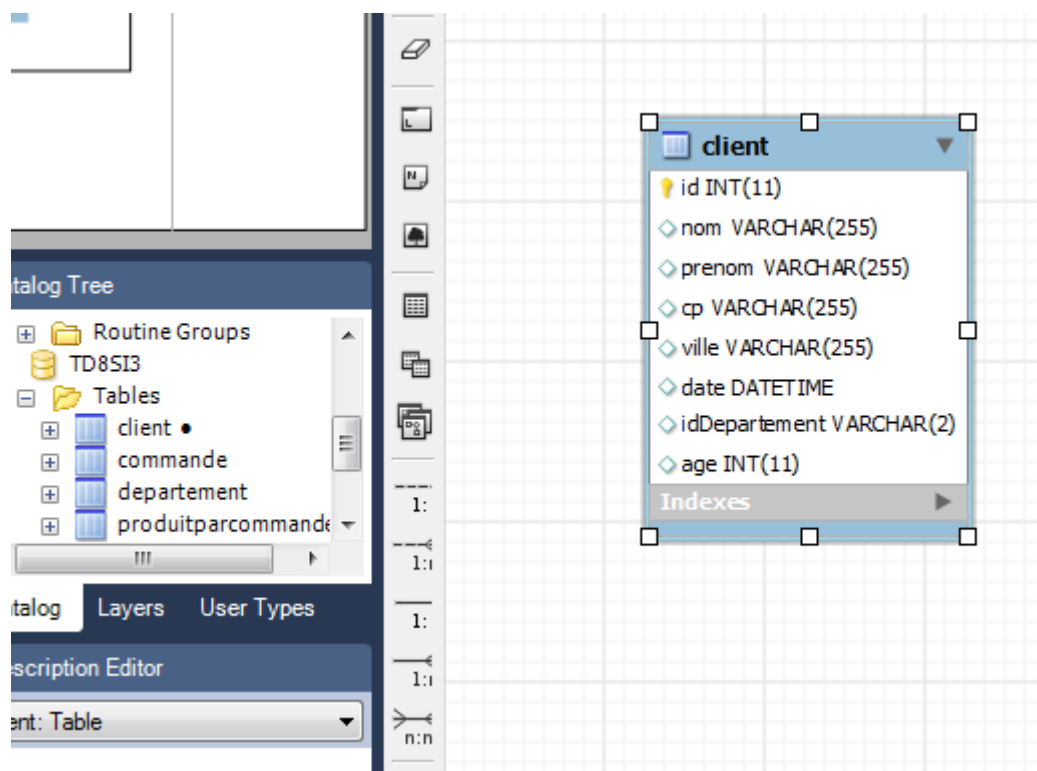 atalog Tree
Routine Groups
TD8SI3
Tables
client
commande
departement
produitparcommande
atalog Layers User Types
escription Editor
ent: Table
L
N
1:
1:
1:
1:
n:n
client
id INT(11)
nom VARCHAR(255)
prenom VARCHAR(255)
cp VARCHAR(255)
ville VARCHAR(255)
date DATETIME
idDepartement VARCHAR(2)
age INT(11)
Indexes